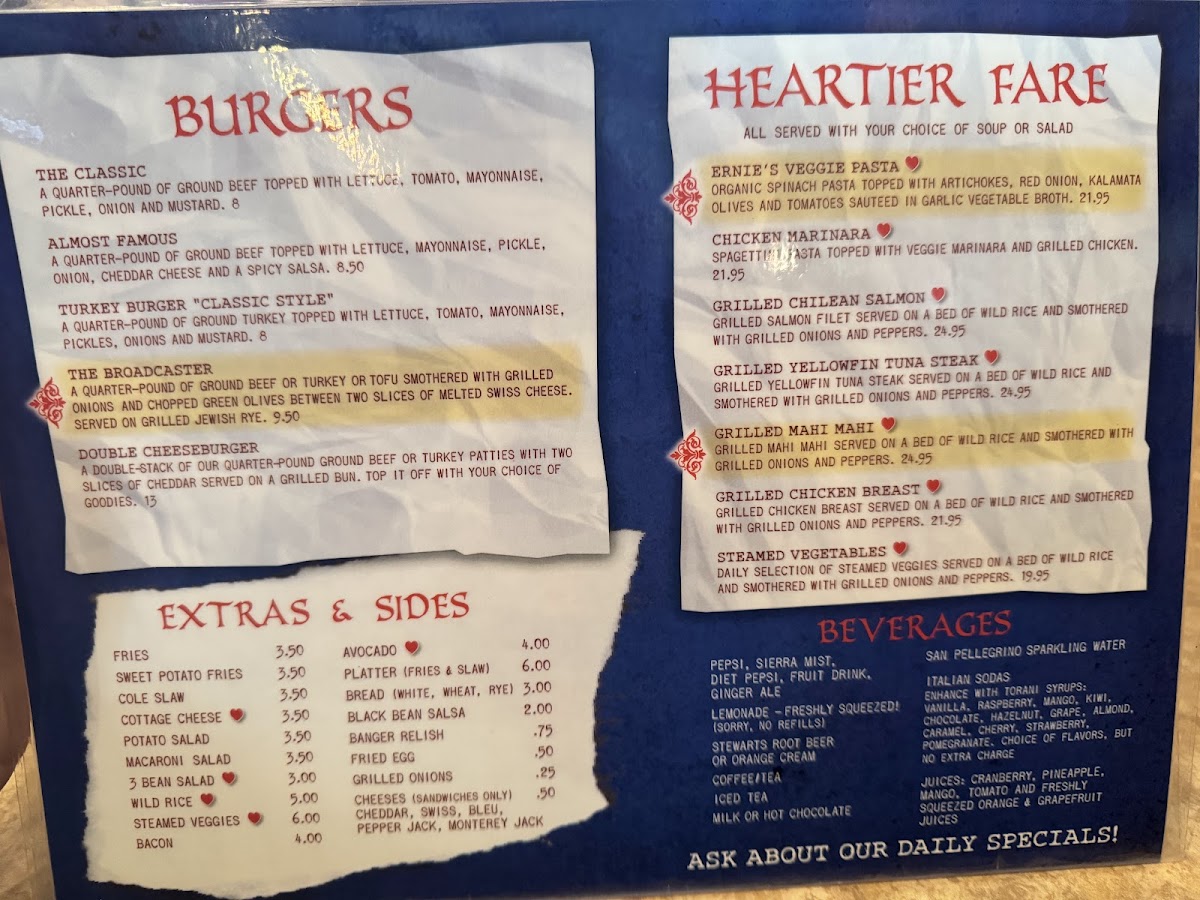 BURGERS
THE CLASSIC
A QUARTER-POUND OF GROUND BEEF TOPPED WITH LETTUCE, TOMATO, MAYONNAISE,
PICKLE, ONION AND MUSTARD. 8
ALMOST FAMOUS
A QUARTER-POUND OF GROUND BEEF TOPPED WITH LETTUCE, MAYONNAISE, PICKLE,
ONION, CHEDDAR CHEESE AND A SPICY SALSA. 8.50
TURKEY BURGER "CLASSIC STYLE"
A QUARTER-POUND OF GROUND TURKEY TOPPED WITH LETTUCE, TOMATO, MAYONNAISE,
PICKLES, ONIONS AND MUSTARD. 8
THE BROADCASTER
A QUARTER-POUND OF GROUND BEEF OR TURKEY OR TOFU SMOTHERED WITH GRILLED
ONIONS AND CHOPPED GREEN OLIVES BETWEEN TWO SLICES OF MELTED SWISS CHEESE.
SERVED ON GRILLED JEWISH RYE. 9.50
DOUBLE CHEESEBURGER
A DOUBLE-STACK OF OUR QUARTER-POUND GROUND BEEF OR TURKEY PATTIES WITH TWO
SLICES OF CHEDDAR SERVED ON A GRILLED BUN. TOP IT OFF WITH YOUR CHOICE OF
GOODIES. 13
EXTRAS & SIDES
FRIES 3.50
SWEET POTATO FRIES 3.50
COLE SLAW 3.50
COTTAGE CHEESE 3.50
POTATO SALAD 3.50
MACARONI SALAD 3.50
3 BEAN SALAD 3.00
WILD RICE 5.00
STEAMED VEGGIES 6.00
BACON 4.00
AVOCADO 4.00
PLATTER (FRIES & SLAW) 6.00
BREAD (WHITE, WHEAT, RYE) 3.00
BLACK BEAN SALSA 2.00
BANGER RELISH .75
FRIED EGG .50
GRILLED ONIONS .25
CHEESES (SANDWICHES ONLY) .50
CHEDDAR, SWISS, BLEU,
PEPPER JACK, MONTEREY JACK
HEARTIER FARE
ALL SERVED WITH YOUR CHOICE OF SOUP OR SALAD
ERNIE'S VEGGIE PASTA
ORGANIC SPINACH PASTA TOPPED WITH ARTICHOKES, RED ONION, KALAMATA
OLIVES AND TOMATOES SAUTEED IN GARLIC VEGETABLE BROTH. 21.95
CHICKEN MARINARA
SPAGETTINI PASTA TOPPED WITH VEGGIE MARINARA AND GRILLED CHICKEN.
21.95
GRILLED CHILEAN SALMON
GRILLED SALMON FILET SERVED ON A BED OF WILD RICE AND SMOTHERED
WITH GRILLED ONIONS AND PEPPERS. 24.95
GRILLED YELLOWFIN TUNA STEAK
GRILLED YELLOWFIN TUNA STEAK SERVED ON A BED OF WILD RICE AND
SMOTHERED WITH GRILLED ONIONS AND PEPPERS. 24.95
GRILLED MAHI MAHI
GRILLED MAHI MAHI SERVED ON A BED OF WILD RICE AND SMOTHERED WITH
GRILLED ONIONS AND PEPPERS. 24.95
GRILLED CHICKEN BREAST
GRILLED CHICKEN BREAST SERVED ON A BED OF WILD RICE AND SMOTHERED
WITH GRILLED ONIONS AND PEPPERS. 21.95
STEAMED VEGETABLES
DAILY SELECTION OF STEAMED VEGGIES SERVED ON A BED OF WILD RICE
AND SMOTHERED WITH GRILLED ONIONS AND PEPPERS. 19.95
BEVERAGES
PEPSI, SIERRA MIST,
DIET PEPSI, FRUIT DRINK,
GINGER ALE
LEMONADE - FRESHLY SQUEEZED!
(SORRY, NO REFILLS)
STEWARTS ROOT BEER
OR ORANGE CREAM
COFFEE/TEA
ICED TEA
MILK OR HOT CHOCOLATE
SAN PELLEGRINO SPARKLING WATER
ITALIAN SODAS
ENHANCE WITH TORANI SYRUPS:
VANILLA, RASPBERRY, MANGO, KIWI,
CHOCOLATE, HAZELNUT, GRAPE, ALMOND,
CARAMEL, CHERRY, STRAWBERRY,
POMEGRANATE. CHOICE OF FLAVORS, BUT
NO EXTRA CHARGE
JUICES: CRANBERRY, PINEAPPLE,
MANGO, TOMATO AND FRESHLY
SQUEEZED ORANGE & GRAPEFRUIT
JUICES
ASK ABOUT OUR DAILY SPECIALS!